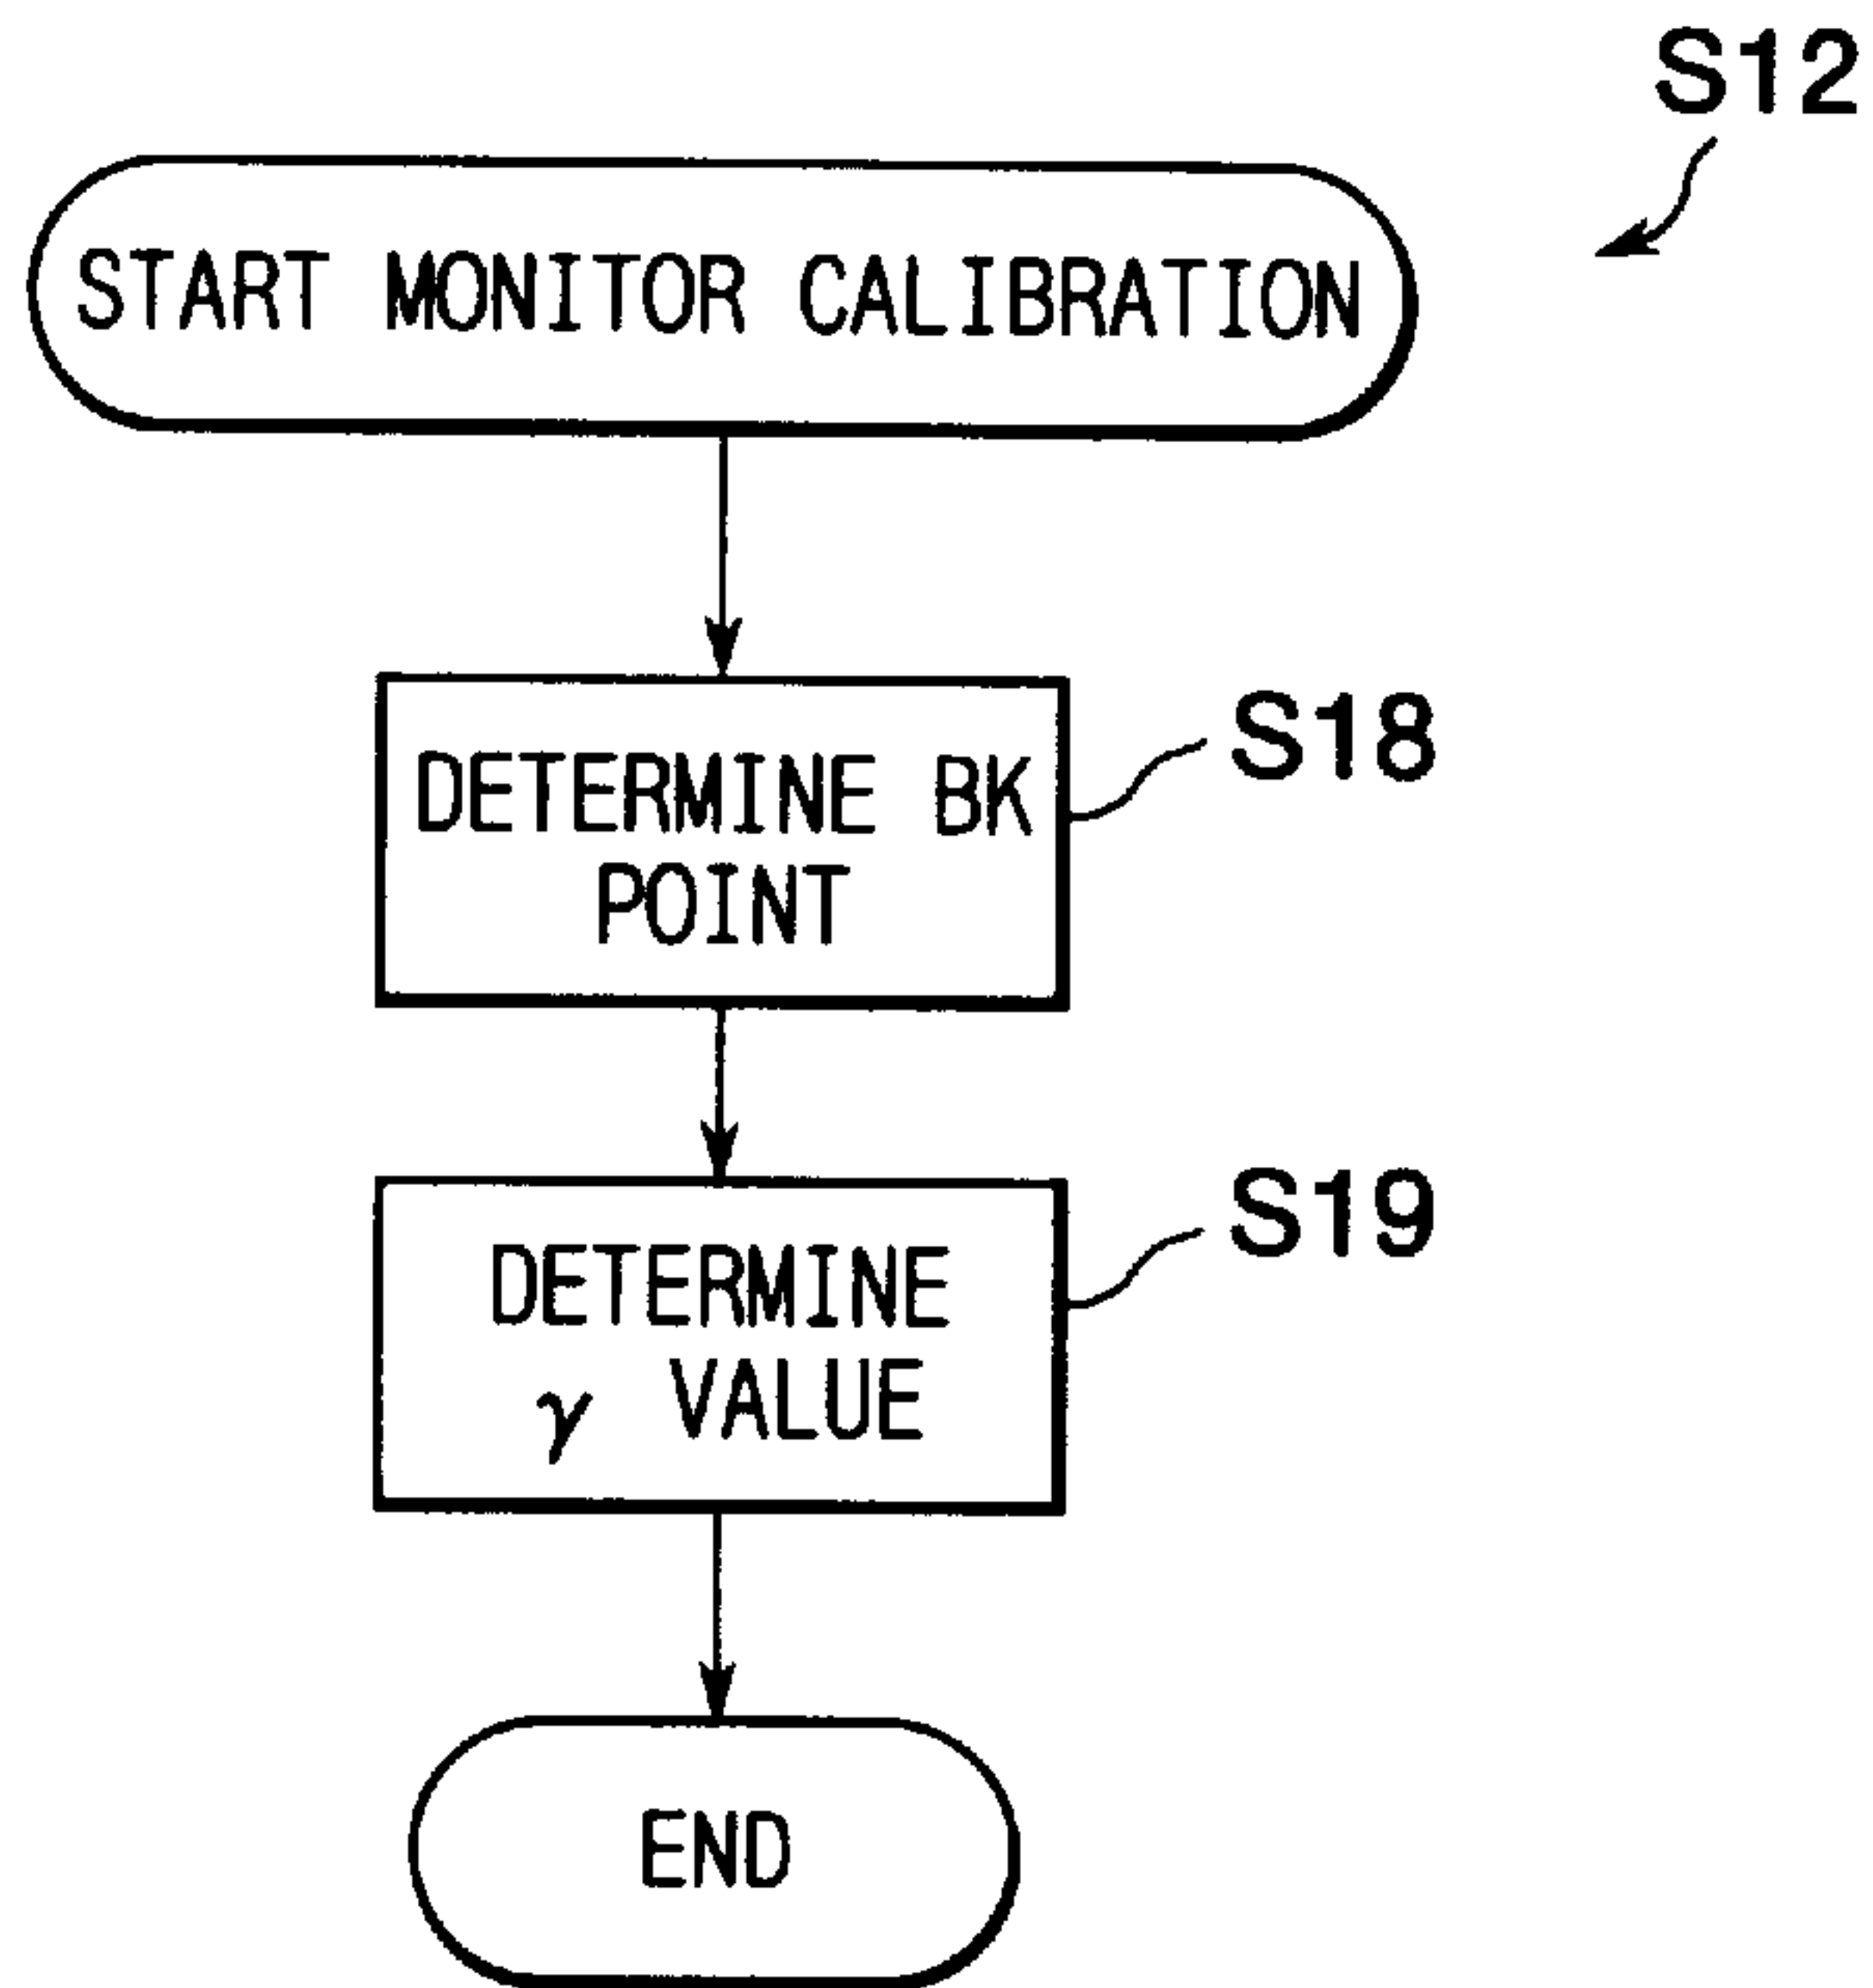 S12
START MONITOR CALIBRATION
DETERMINE BK
POINT
S18
DETERMINE
γ VALUE
S19
END